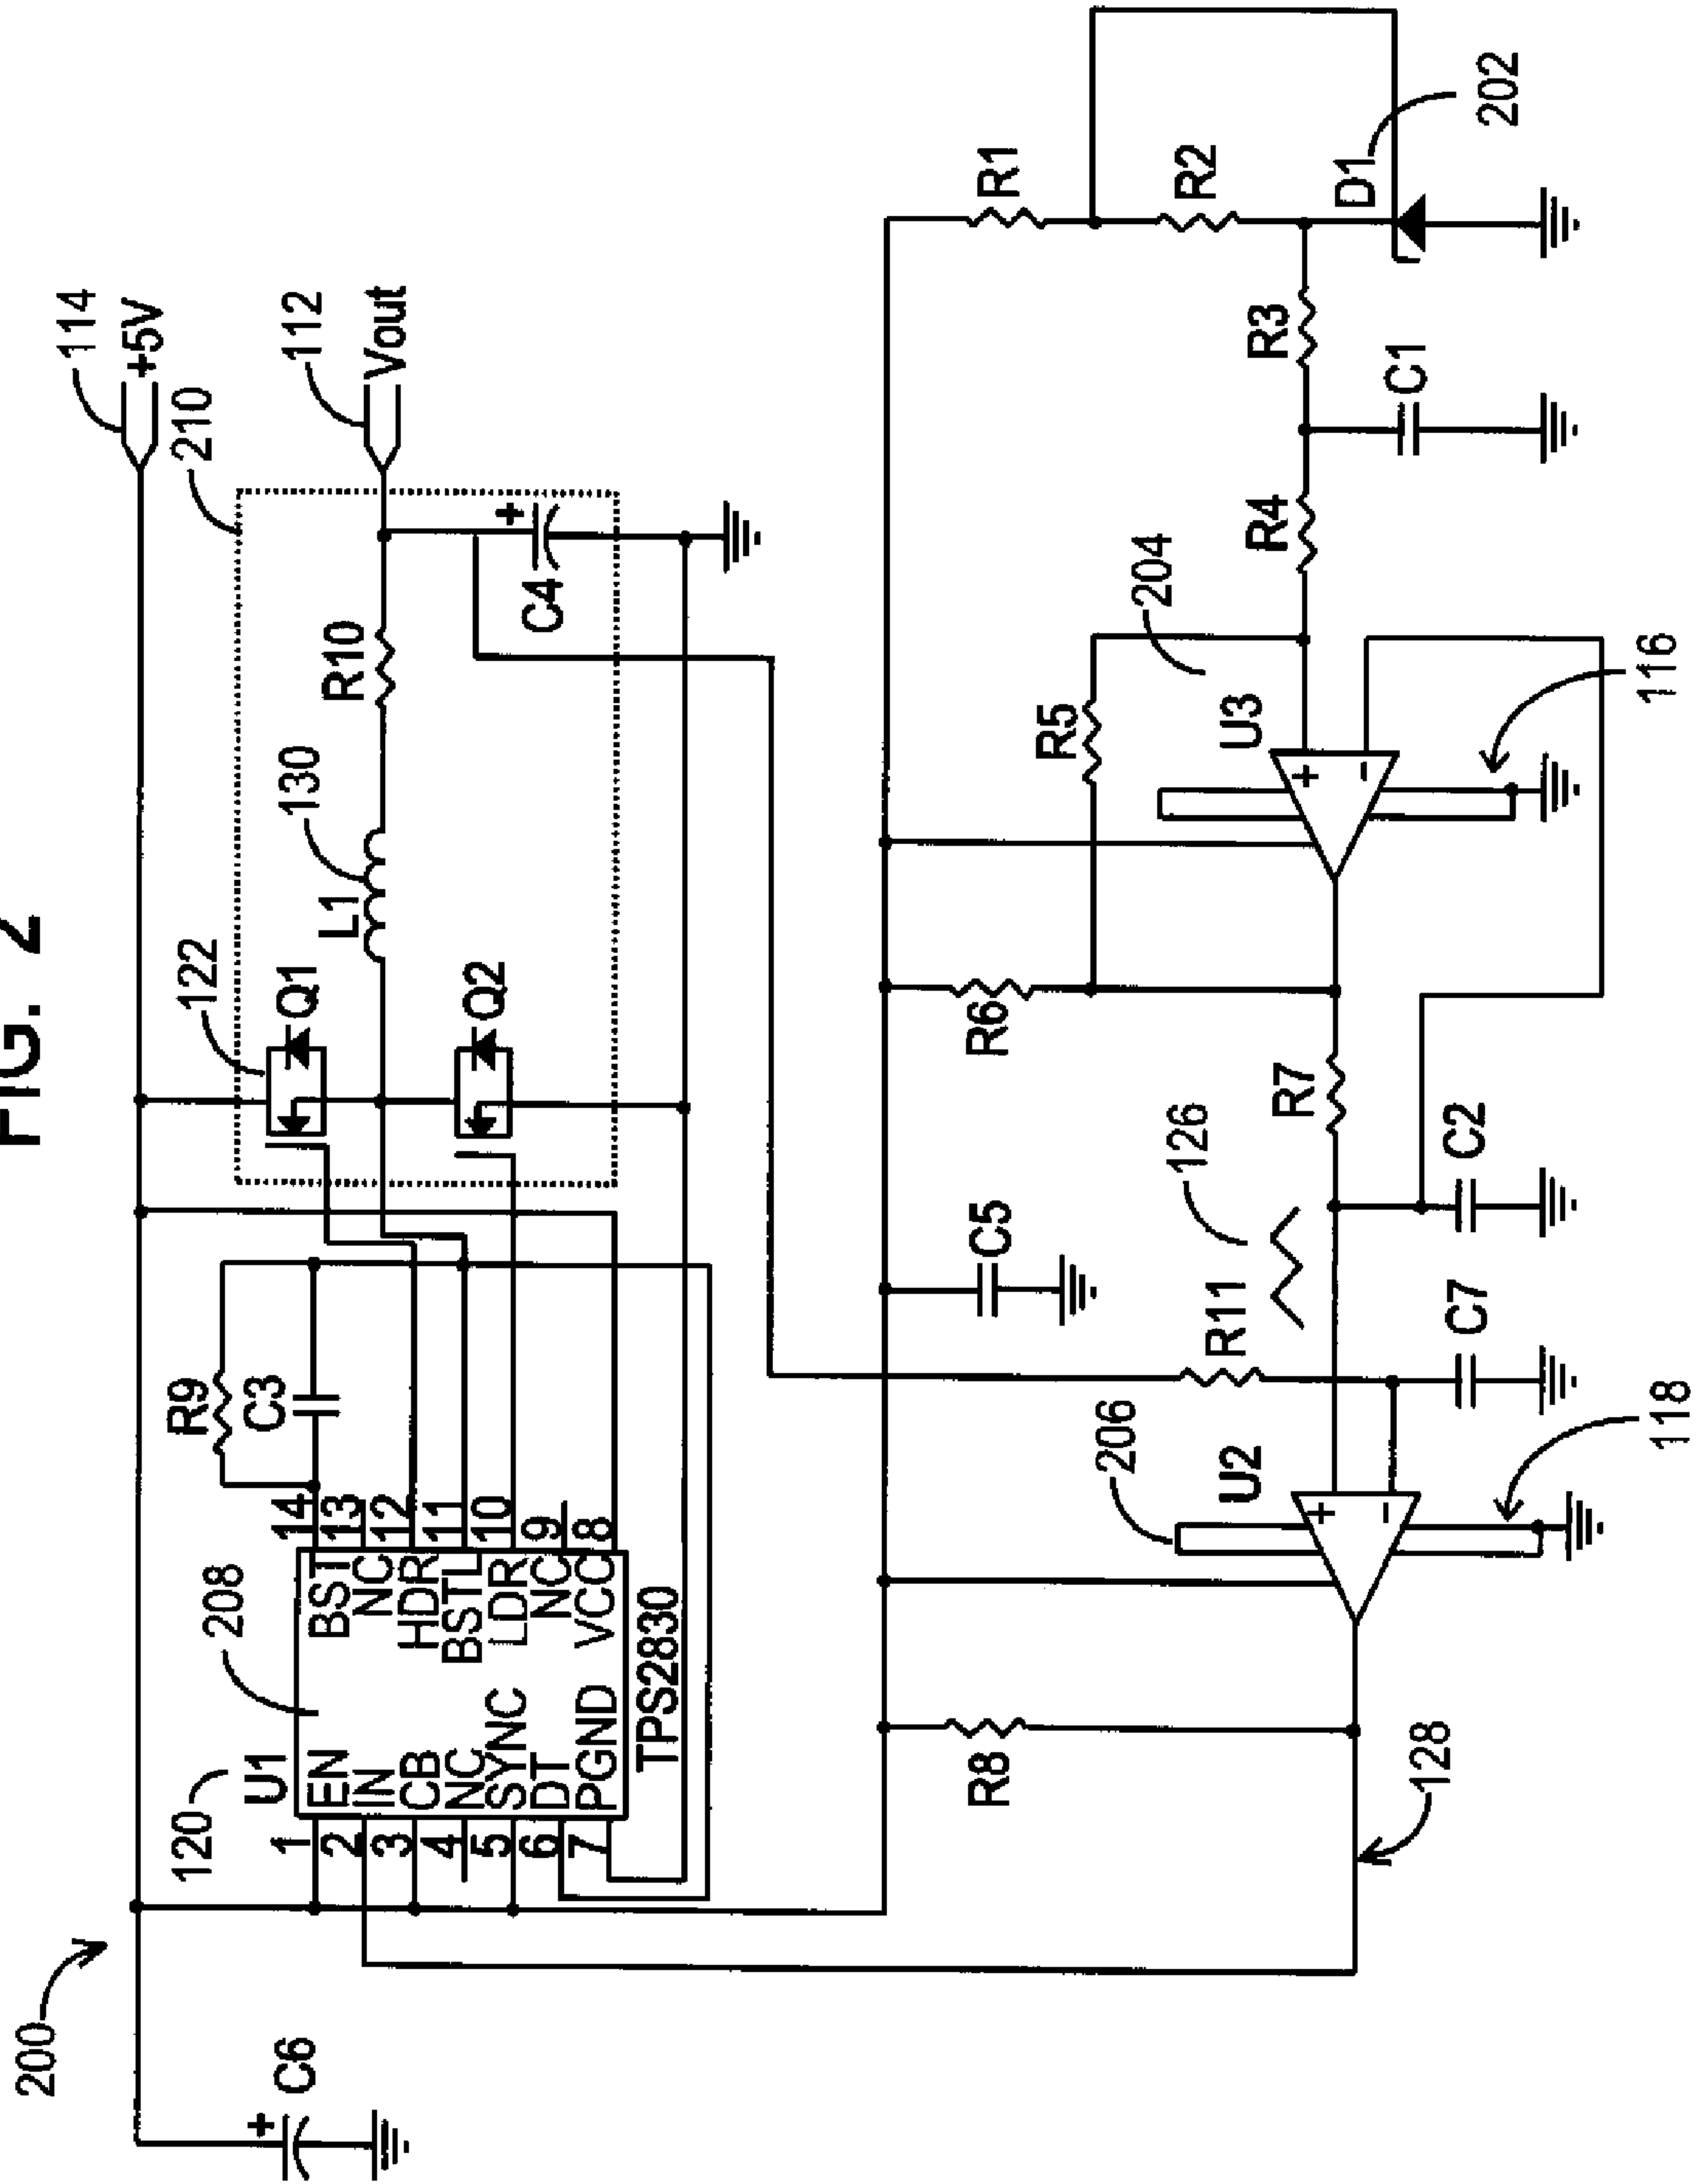 FIG. 2
200
C6
+
114
+5V
210
112
Vout
122
Q1
Q2
130
L1
R10
+
C4
R9
C3
120
U1
208
1
2
3
4
5
6
7
EN
IN
CB
NC
SYNC
DT
PGND
14
13
12
11
10
9
8
BST
NC
HDR
BSTL
LDR
NC
VCC
TPS2830
R8
128
206
U2
+
-
118
R11
C7
126
C5
C2
R7
R6
R5
204
U3
+
-
116
R4
R3
C1
R1
R2
D1
202